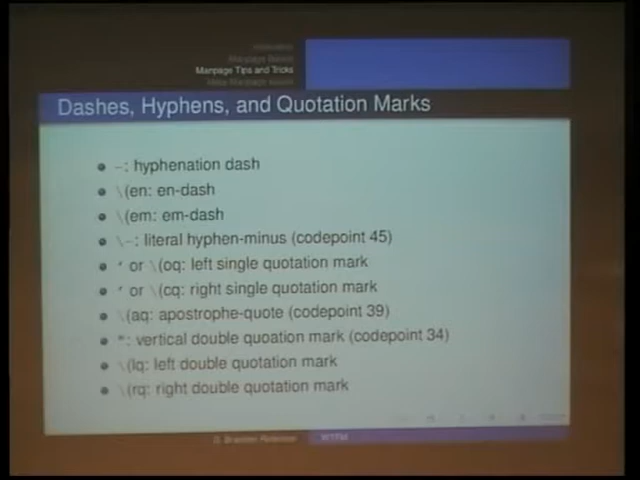 Manpage Tips and Tricks
Dashes, Hyphens, and Quotation Marks
-: hyphenation dash
\(en: en-dash
\(em: em-dash
\-: literal hyphen-minus (codepoint 45)
‘ or \(oq: left single quotation mark
' or \(cq: right single quotation mark
\(aq: apostrophe-quote (codepoint 39)
": vertical double quoation mark (codepoint 34)
\(lq: left double quotation mark
\(rq: right double quotation mark
WTFM